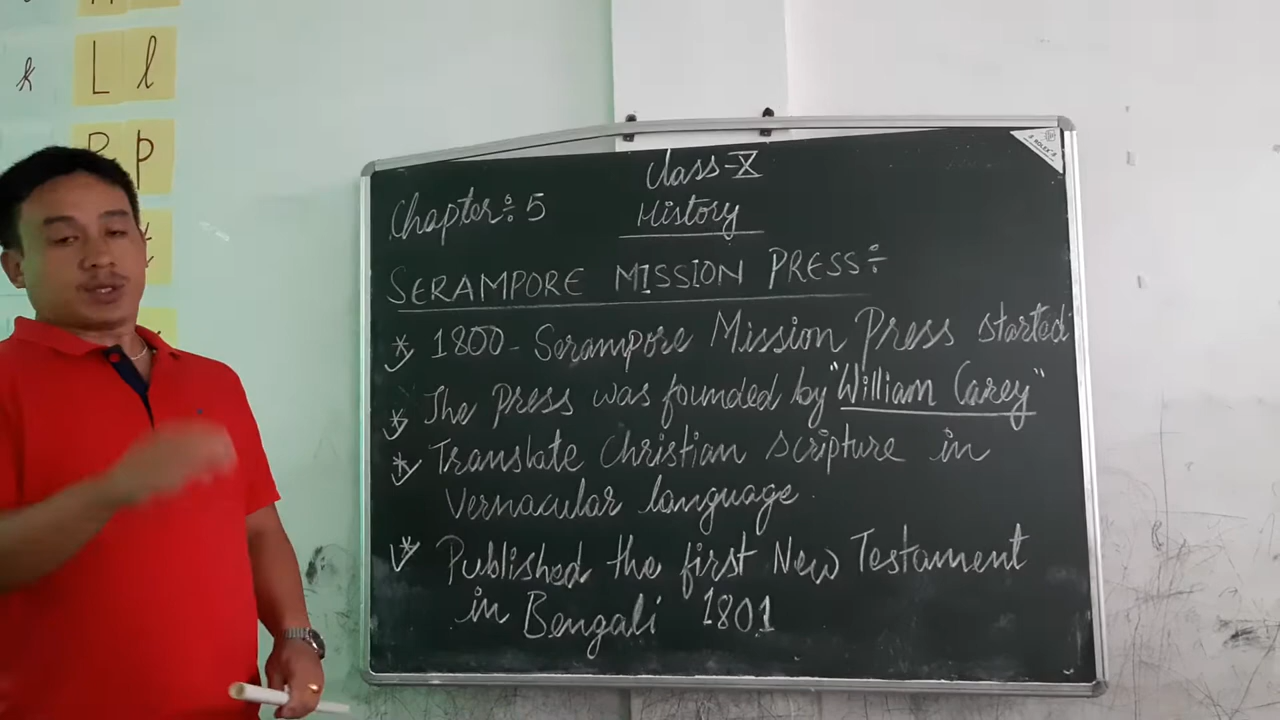 k L l
P p
Class-X
Chapter÷ 5
History
SERAMPORE MISSION PRESS÷
* 1800 - Serampore Mission Press started
* The press was founded by "William Carey"
* Translate Christian scripture in
vernacular language.
* Published the first New Testament
in Bengali 1801